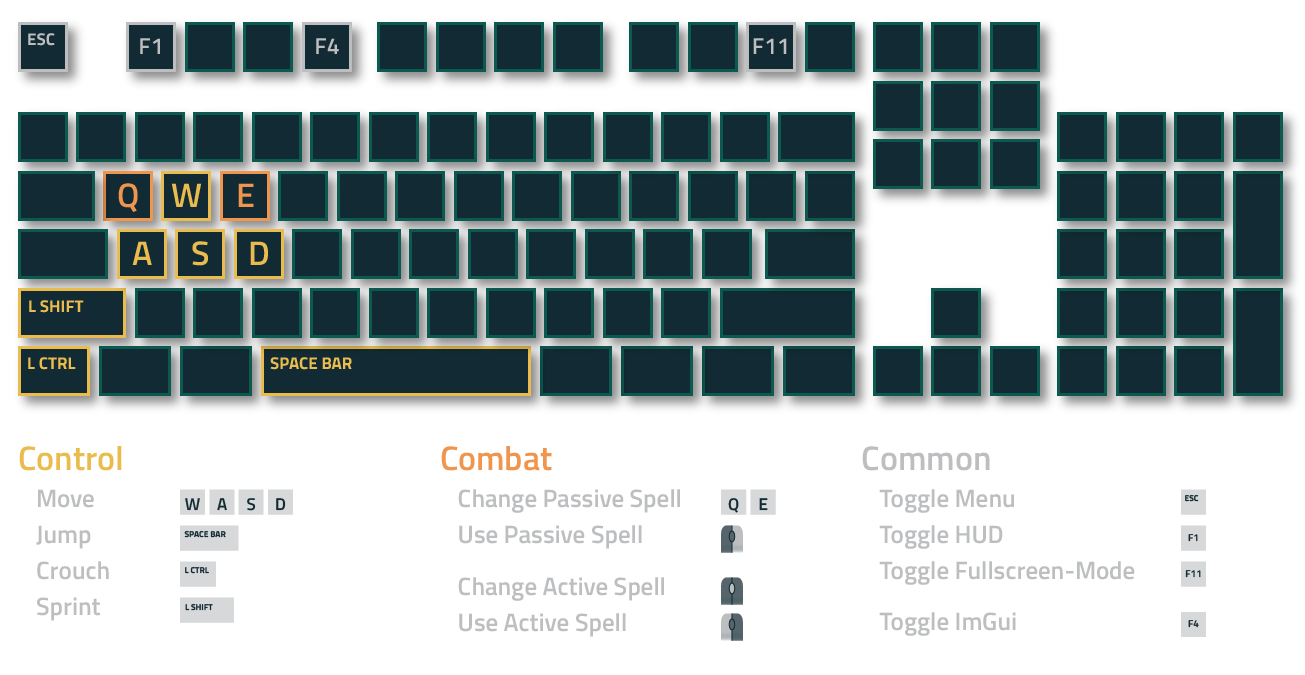 ESC F1 F4 F11
Q W E
A S D
L SHIFT
L CTRL SPACE BAR
Control
Move W A S D
Jump SPACE BAR
Crouch L CTRL
Sprint L SHIFT
Combat
Change Passive Spell Q E
Use Passive Spell
Change Active Spell
Use Active Spell
Common
Toggle Menu ESC
Toggle HUD F1
Toggle Fullscreen-Mode F11
Toggle ImGui F4